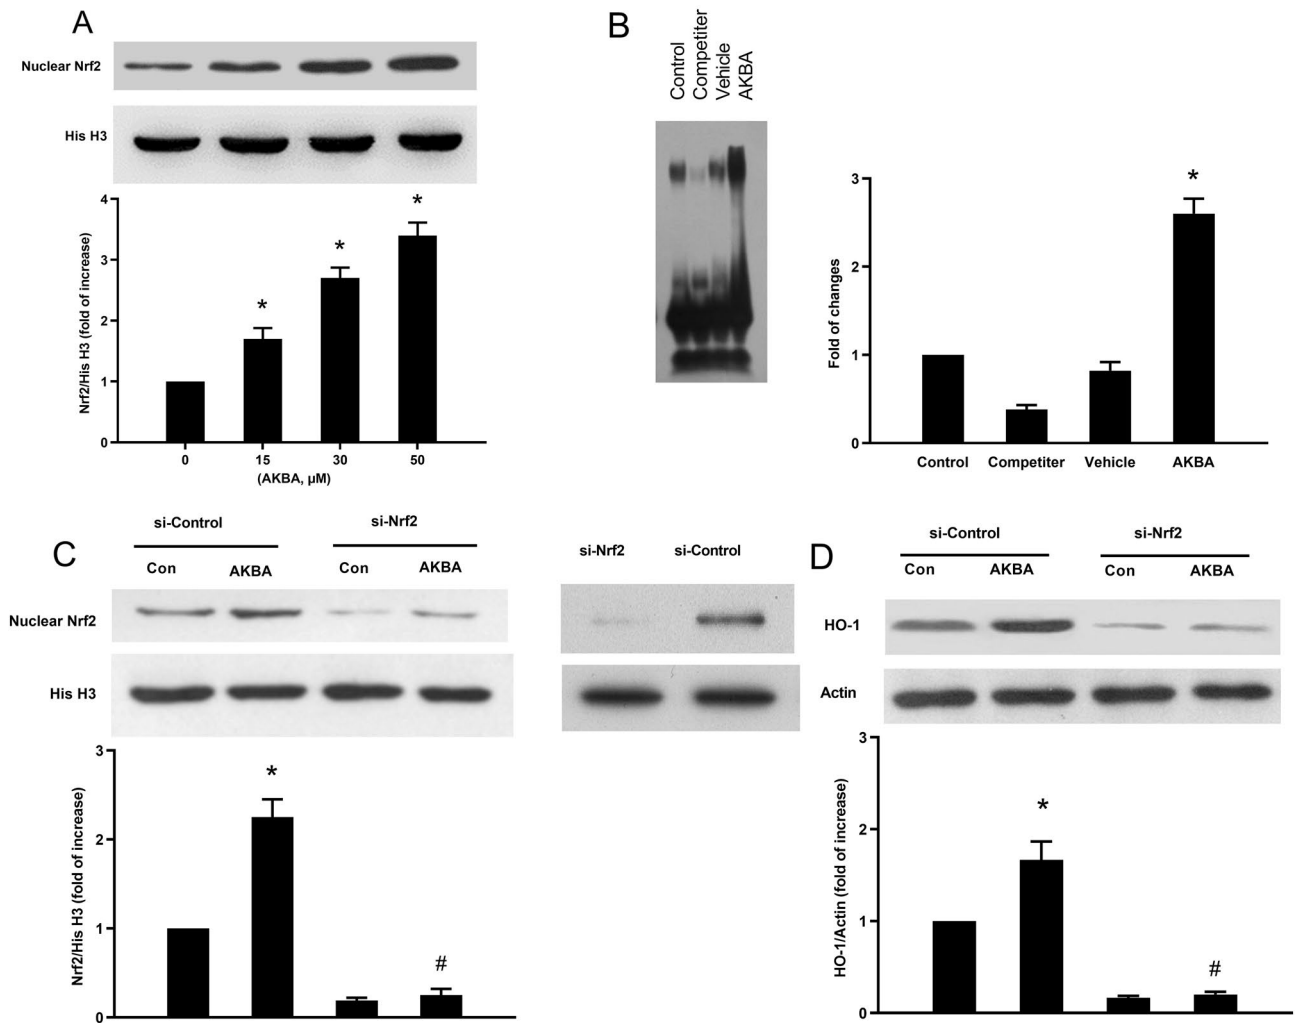 A
Nuclear Nrf2
His H3
Nrf2/His H3 (fold of increase)
4
3
2
1
0
*
*
*
0 15 30 50
(AKBA, μM)
B
Control
Competiter
Vehicle
AKBA
Fold of changes
3
2
1
0
*
Control Competiter Vehicle AKBA
C
si-Control si-Nrf2
Con AKBA Con AKBA
Nuclear Nrf2
His H3
Nrf2/His H3 (fold of increase)
3
2
1
0
*
#
si-Nrf2 si-Control
D
si-Control si-Nrf2
Con AKBA Con AKBA
HO-1
Actin
HO-1/Actin (fold of increase)
3
2
1
0
*
#